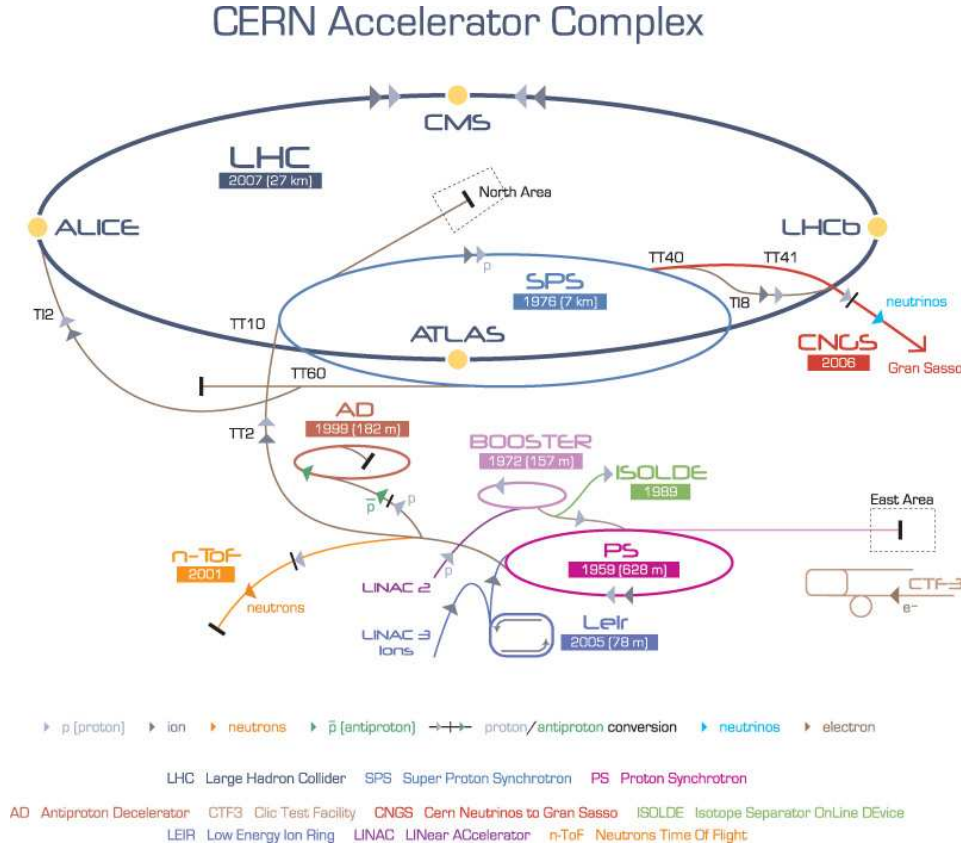 CERN Accelerator Complex
CMS
LHC
2007 (27 km)
North Area
ALICE
LHCb
TT40
TT41
SPS
p
1976 (7 km)
TI8
neutrinos
TI2
TT10
ATLAS
CNGS
2006
Gran Sasso
TT60
AD
1999 (182 m)
TT2
BOOSTER
1972 (157 m)
ISOLDE
1989
p
p̅
East Area
n-ToF
2001
PS
1959 (628 m)
LINAC 2
p
neutrons
CTF3
e-
LINAC 3
Ions
LeIr
2005 (78 m)
p (proton) ion neutrons p̅ (antiproton) proton/antiproton conversion neutrinos electron
LHC Large Hadron Collider SPS Super Proton Synchrotron PS Proton Synchrotron
AD Antiproton Decelerator CTF3 Clic Test Facility CNGS Cern Neutrinos to Gran Sasso ISOLDE Isotope Separator OnLine DEvice
LEIR Low Energy Ion Ring LINAC LINear ACcelerator n-ToF Neutrons Time Of Flight